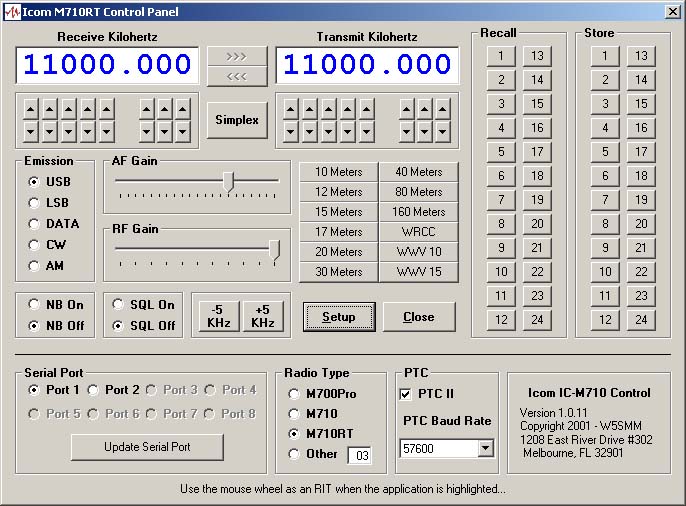 Icom M710RT Control Panel
Receive Kilohertz
11000.000
>>>
<<<
Transmit Kilohertz
11000.000
Simplex
Emission
USB
LSB
DATA
CW
AM
AF Gain
RF Gain
10 Meters 40 Meters
12 Meters 80 Meters
15 Meters 160 Meters
17 Meters WRCC
20 Meters WWV 10
30 Meters WWV 15
NB On
NB Off
SQL On
SQL Off
-5 KHz
+5 KHz
Setup
Close
Recall
1 13
2 14
3 15
4 16
5 17
6 18
7 19
8 20
9 21
10 22
11 23
12 24
Store
1 13
2 14
3 15
4 16
5 17
6 18
7 19
8 20
9 21
10 22
11 23
12 24
Serial Port
Port 1 Port 2 Port 3 Port 4
Port 5 Port 6 Port 7 Port 8
Update Serial Port
Radio Type
M700Pro
M710
M710RT
Other 03
PTC
PTC II
PTC Baud Rate
57600
Icom IC-M710 Control
Version 1.0.11
Copyright 2001 - W5SMM
1208 East River Drive #302
Melbourne, FL 32901
Use the mouse wheel as an RIT when the application is highlighted...